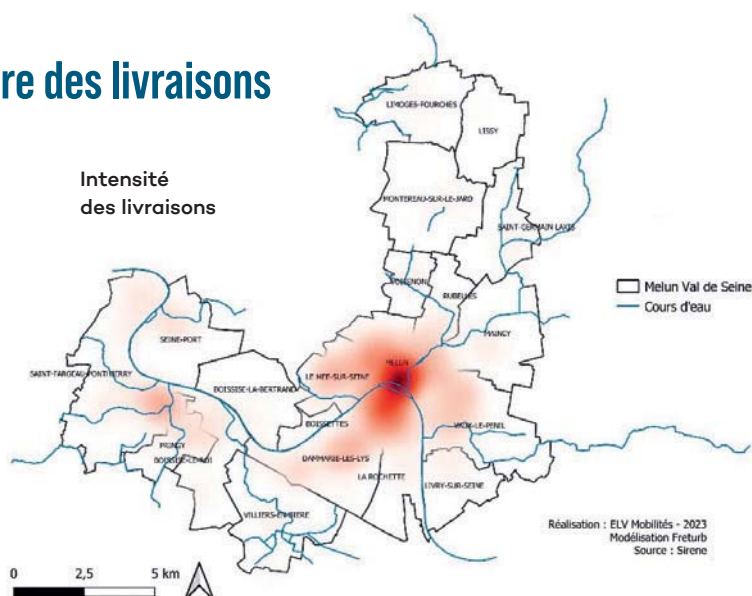 re des livraisons
Intensité
des livraisons
LIMOGES-FOURCHES
LISSY
MONTEREAU-SUR-LE-JARD
SAINT-GERMAIN LAXIS
Melun Val de Seine
Cours d'eau
RUBELLES
MAINCY
SEINE-PORT
MELUN
SAINT-FARGEAU-PONTHIERRY
LE MEE-SUR-SEINE
BOISSISE-LA-BERTRAND
BOISSETTES
VAUX-LE-PENIL
PRINGY
BOISSISE-LE-ROI
DAMMARIE-LES-LYS
LA ROCHETTE
LIVRY-SUR-SEINE
VILLIERS-EN-BIERE
Réalisation : ELV Mobilités - 2023
Modélisation Freturb
Source : Sirene
0 2,5 5 km